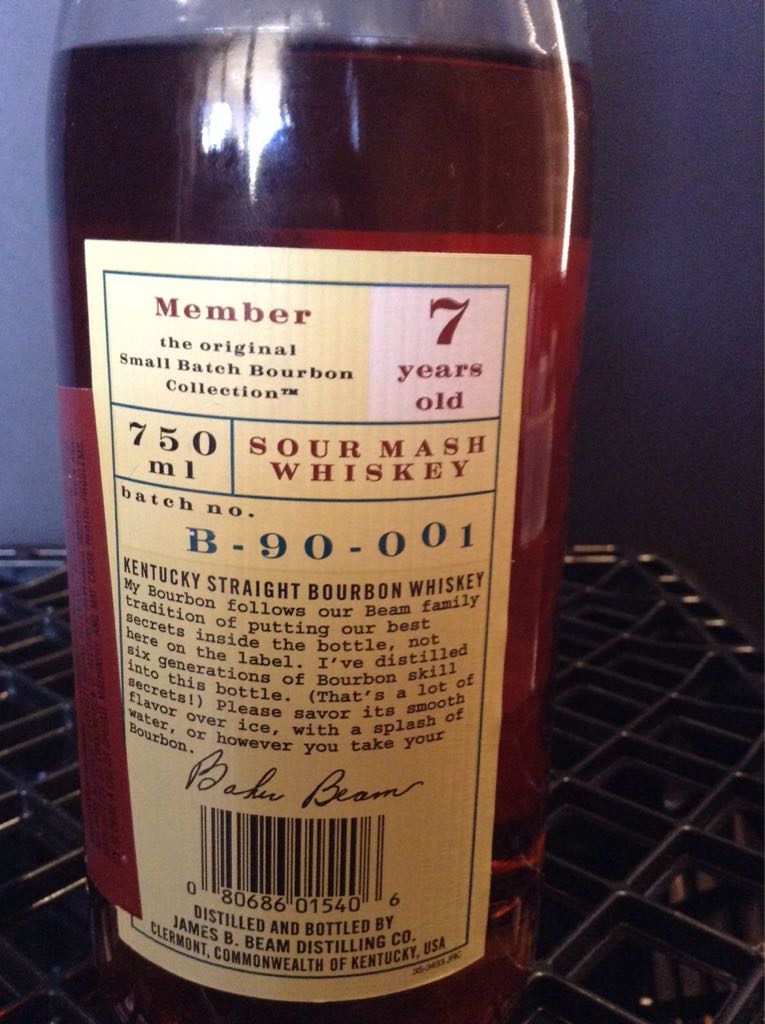 Member
the original
Small Batch Bourbon
Collection™
7
years
old
750
ml
SOUR MASH
WHISKEY
batch no.
B-90-001
KENTUCKY STRAIGHT BOURBON WHISKEY
My Bourbon follows our Beam family
tradition of putting our best
secrets inside the bottle, not
here on the label. I've distilled
six generations of Bourbon skill
into this bottle. (That's a lot of
secrets!) Please savor its smooth
flavor over ice, with a splash of
water, or however you take your
Bourbon.
Baker Beam
0 80686 01540 6
DISTILLED AND BOTTLED BY
JAMES B. BEAM DISTILLING CO.
CLERMONT, COMMONWEALTH OF KENTUCKY, USA